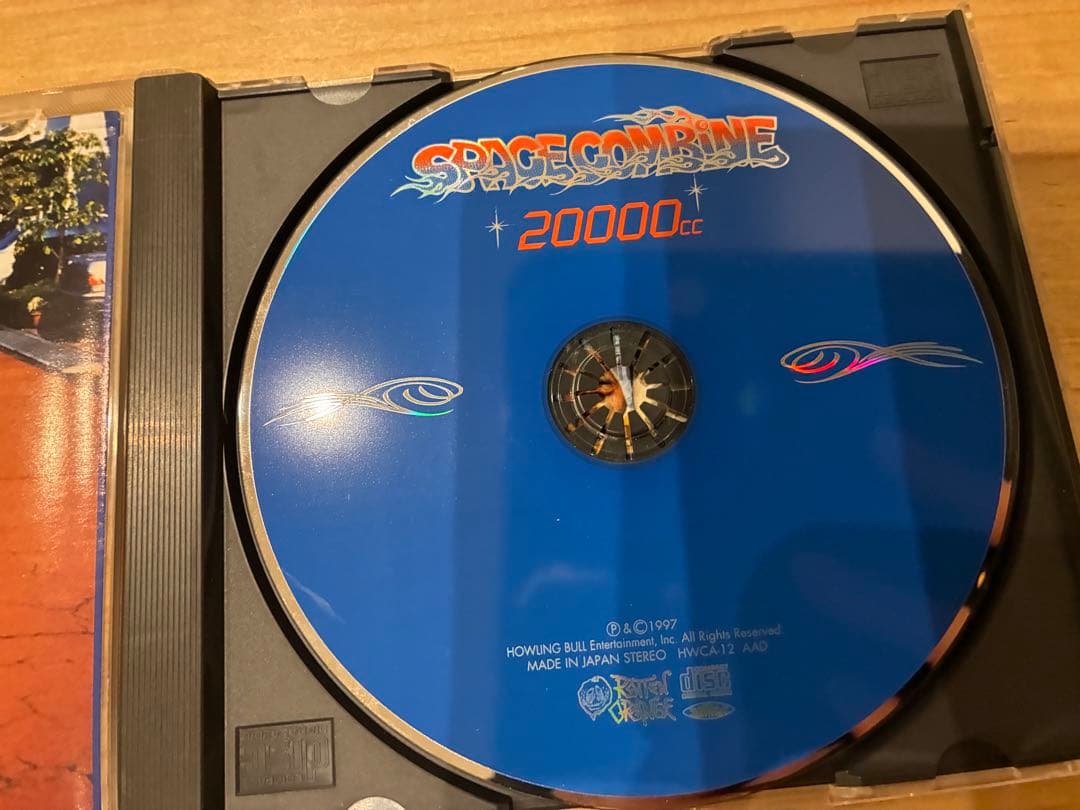 SPACE COMBiNE
20000cc
Ⓟ & © 1997
HOWLING BULL Entertainment, Inc. All Rights Reserved
MADE IN JAPAN STEREO HWCA-12 AAD
ROTTEN ORANGE
disc